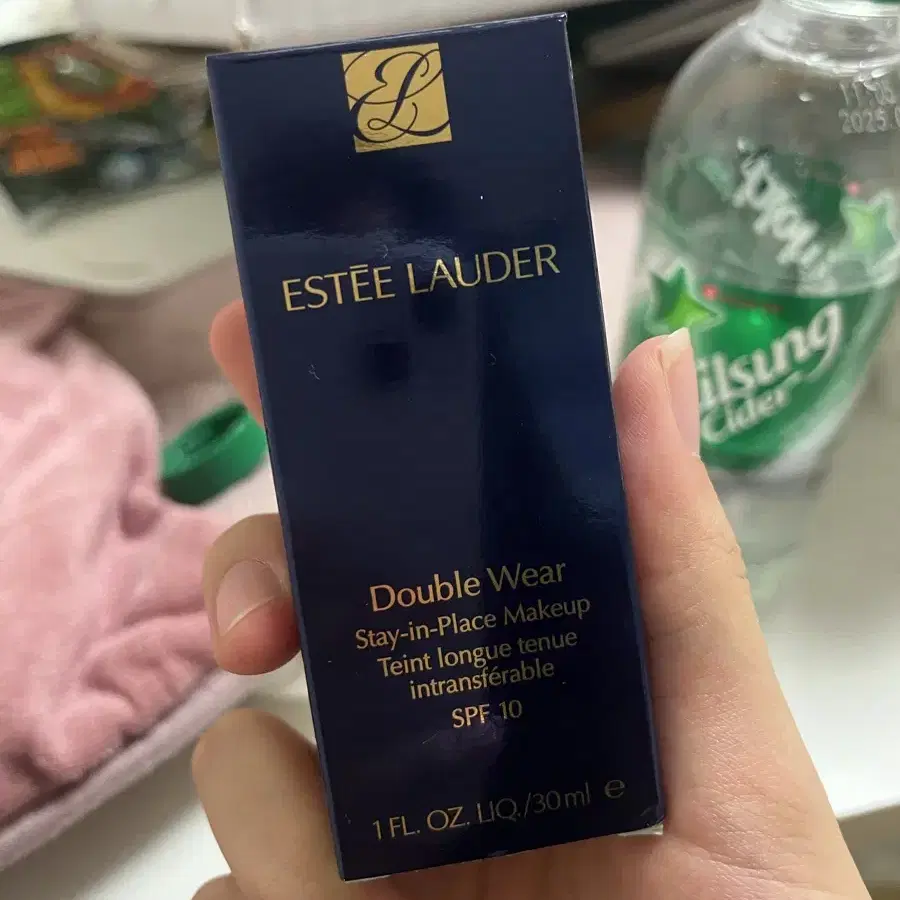 ESTĒE LAUDER
Double Wear
Stay-in-Place Makeup
Teint longue tenue
intransférable
SPF 10
1 FL. OZ. LIQ./30ml e
Cider